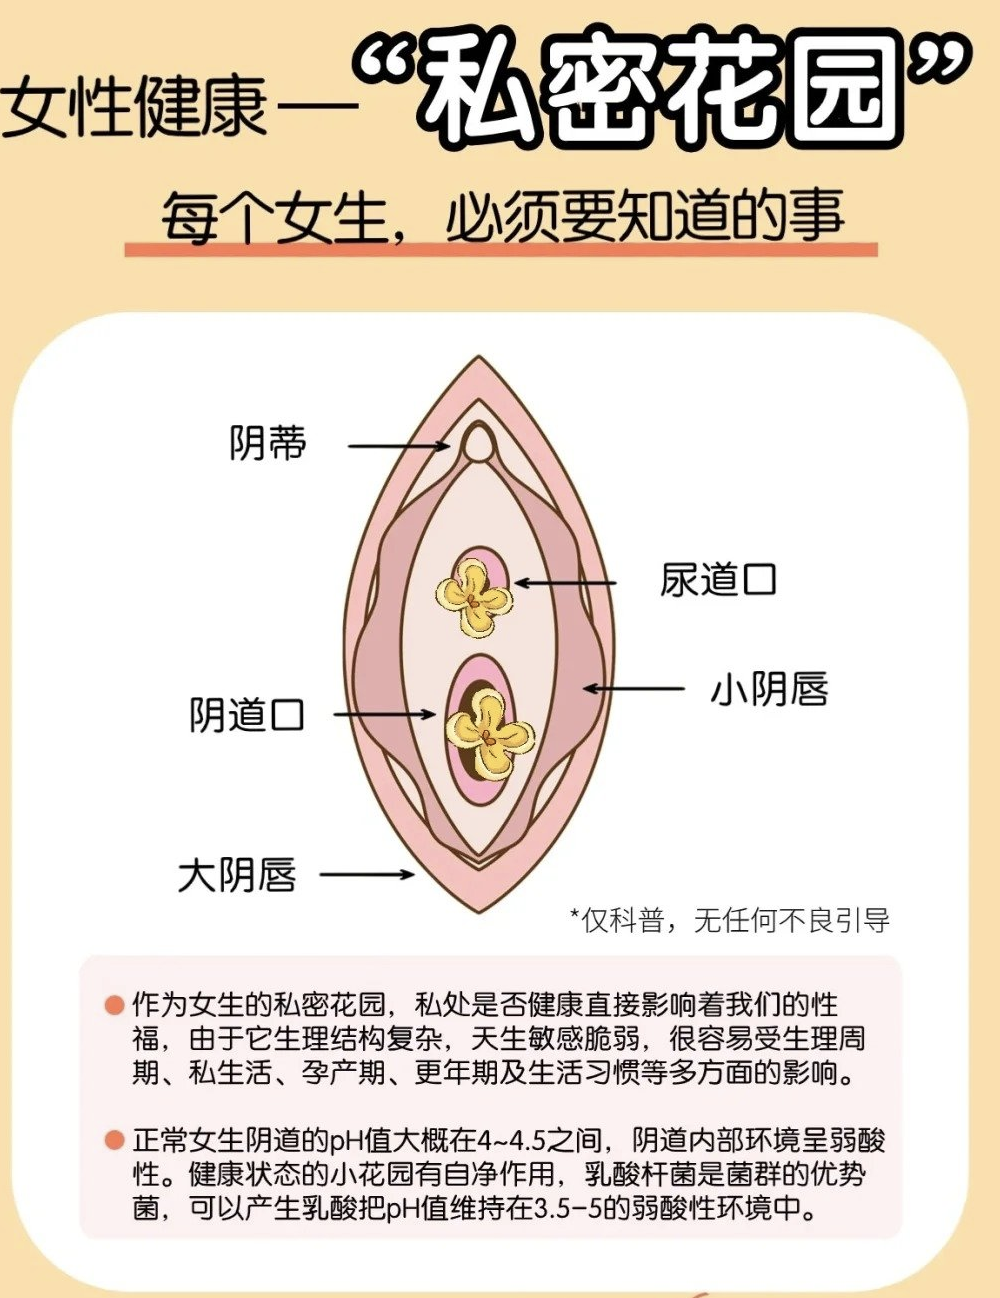 女性健康—“私密花园”
每个女生，必须要知道的事
阴蒂
尿道口
小阴唇
阴道口
大阴唇
*仅科普，无任何不良引导
作为女生的私密花园，私处是否健康直接影响着我们的性
福，由于它生理结构复杂，天生敏感脆弱，很容易受生理周
期、私生活、孕产期、更年期及生活习惯等多方面的影响。
正常女生阴道的pH值大概在4~4.5之间，阴道内部环境呈弱酸
性。健康状态的小花园有自净作用，乳酸杆菌是菌群的优势
菌，可以产生乳酸把pH值维持在3.5-5的弱酸性环境中。